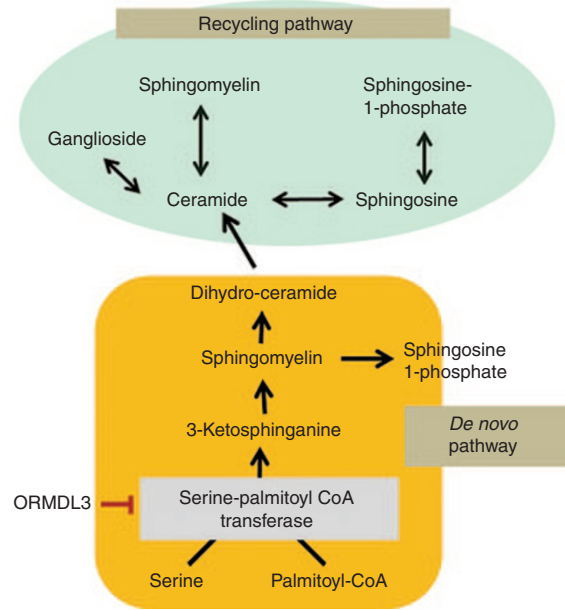 Recycling pathway
Sphingomyelin
Sphingosine-
1-phosphate
Ganglioside
Ceramide
Sphingosine
Dihydro-ceramide
Sphingomyelin
Sphingosine
1-phosphate
3-Ketosphinganine
De novo
pathway
ORMDL3
Serine-palmitoyl CoA
transferase
Serine
Palmitoyl-CoA